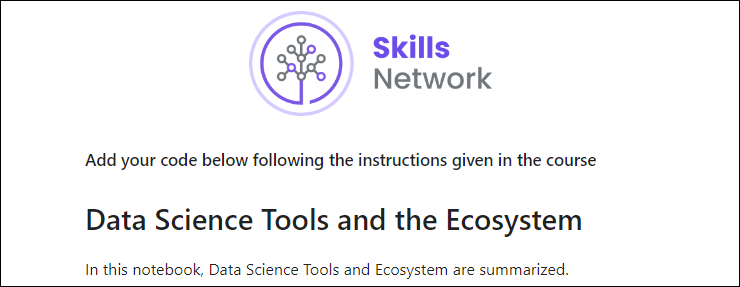 Skills
Network
Add your code below following the instructions given in the course
Data Science Tools and the Ecosystem
In this notebook, Data Science Tools and Ecosystem are summarized.